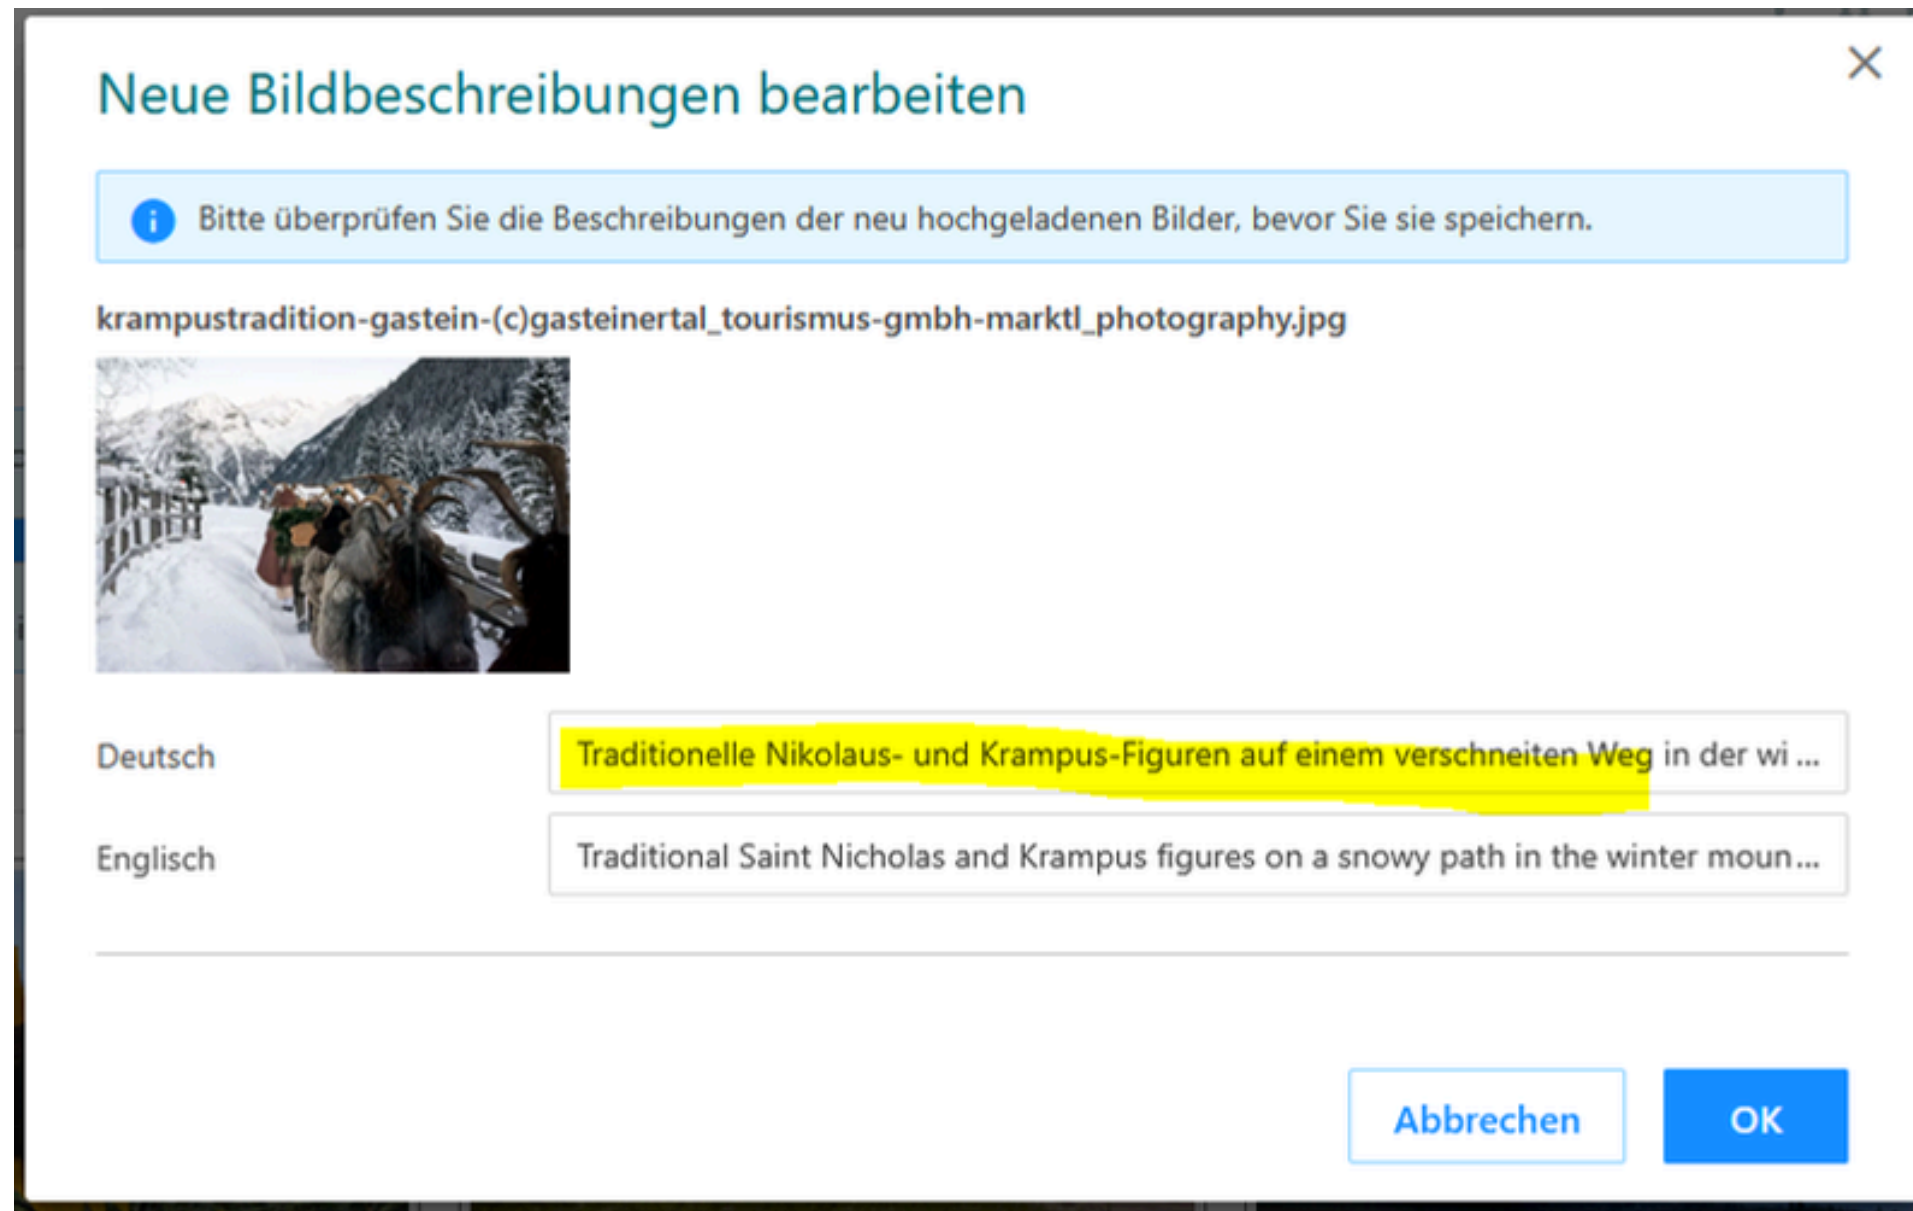 Neue Bildbeschreibungen bearbeiten
Bitte überprüfen Sie die Beschreibungen der neu hochgeladenen Bilder, bevor Sie sie speichern.
krampustradition-gastein-(c)gasteinertal_tourismus-gmbh-marktl_photography.jpg
Deutsch
Traditionelle Nikolaus- und Krampus-Figuren auf einem verschneiten Weg in der wi ...
Englisch
Traditional Saint Nicholas and Krampus figures on a snowy path in the winter moun...
Abbrechen
OK